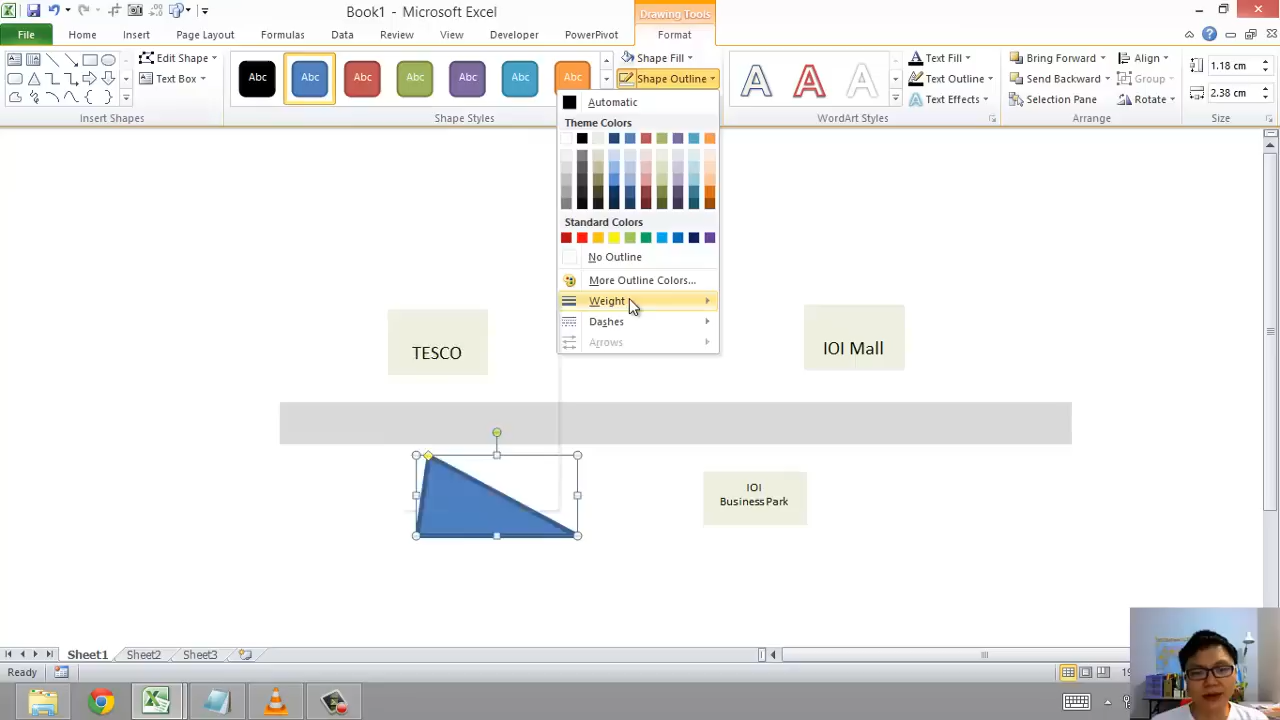 Book1 - Microsoft Excel
Drawing Tools
File
Home
Insert
Page Layout
Formulas
Data
Review
View
Developer
PowerPivot
Format
Edit Shape
Text Box
Insert Shapes
Abc
Abc
Abc
Abc
Abc
Abc
Abc
Shape Styles
Shape Fill
Shape Outline
WordArt Styles
Text Fill
Text Outline
Text Effects
Bring Forward
Send Backward
Selection Pane
Align
Group
Rotate
Arrange
1.18 cm
2.38 cm
Size
Automatic
Theme Colors
Standard Colors
No Outline
More Outline Colors...
Weight
Dashes
Arrows
TESCO
IOI Mall
IOI
Business Park
Sheet1
Sheet2
Sheet3
Ready